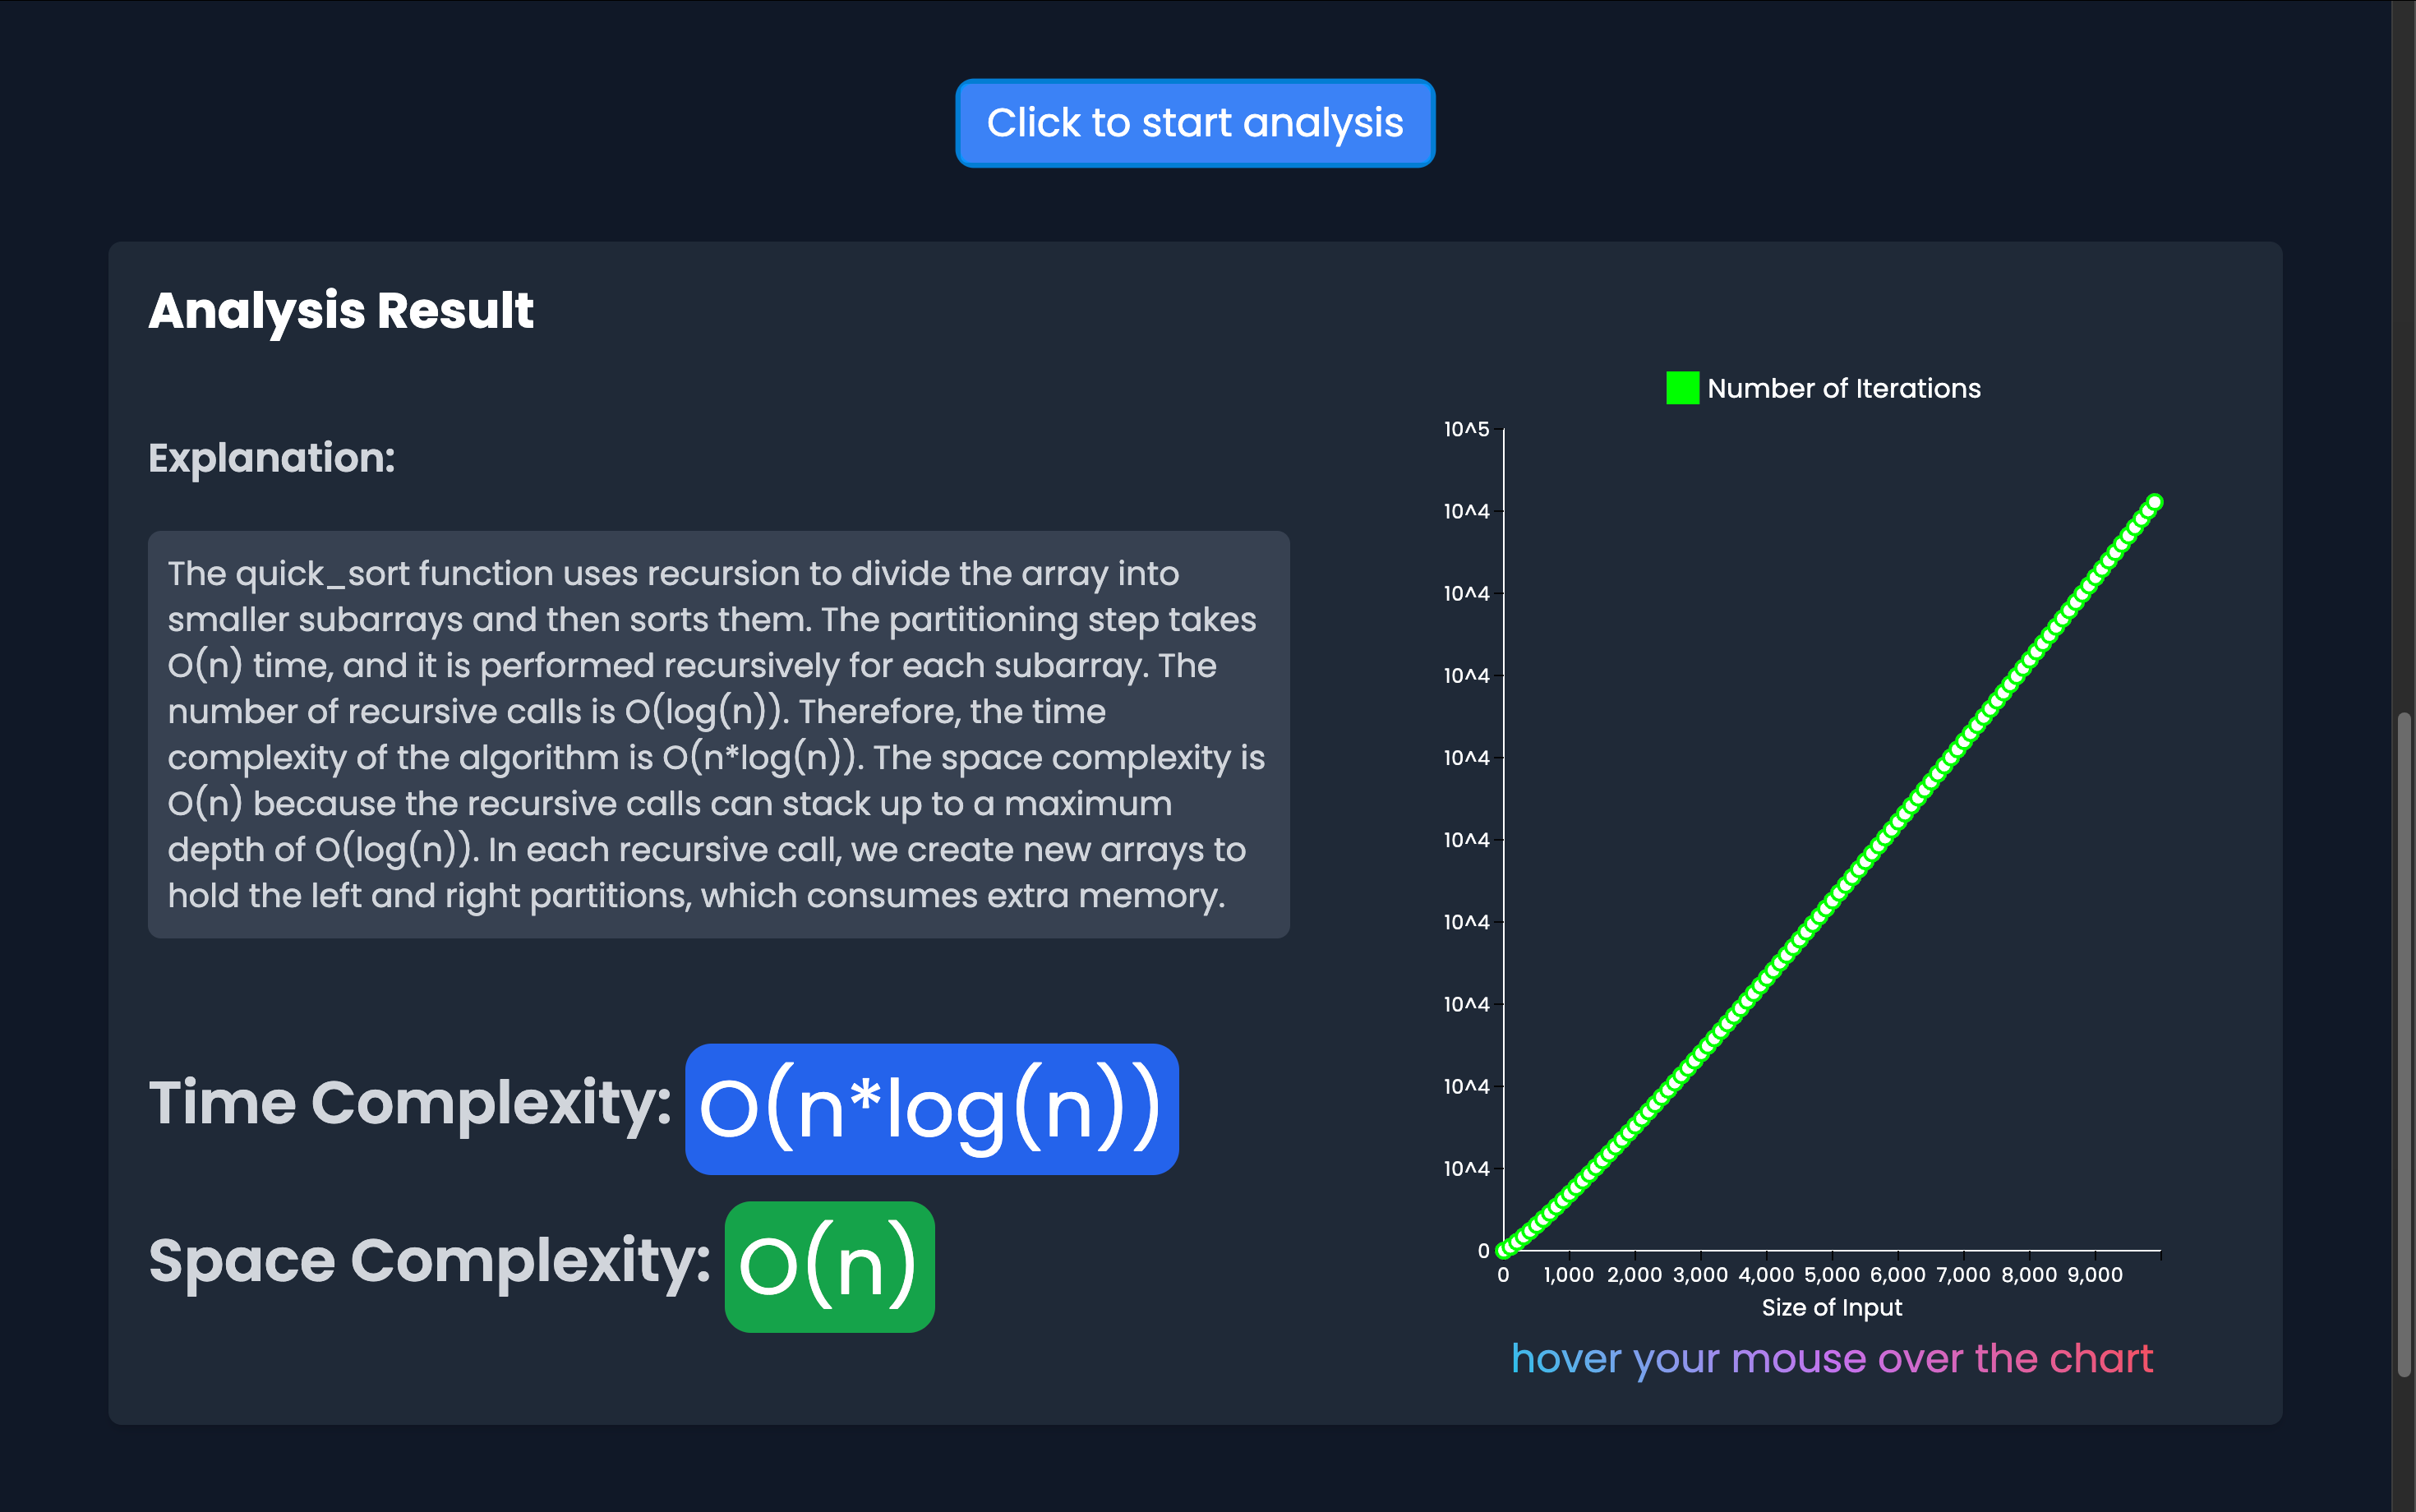 Click to start analysis
Analysis Result
Explanation:
The quick_sort function uses recursion to divide the array into
smaller subarrays and then sorts them. The partitioning step takes
O(n) time, and it is performed recursively for each subarray. The
number of recursive calls is O(log(n)). Therefore, the time
complexity of the algorithm is O(n*log(n)). The space complexity is
O(n) because the recursive calls can stack up to a maximum
depth of O(log(n)). In each recursive call, we create new arrays to
hold the left and right partitions, which consumes extra memory.
Time Complexity: O(n*log(n))
Space Complexity: O(n)
Number of Iterations
10^5
10^4
10^4
10^4
10^4
10^4
10^4
10^4
10^4
10^4
0
0 1,000 2,000 3,000 4,000 5,000 6,000 7,000 8,000 9,000
Size of Input
hover your mouse over the chart